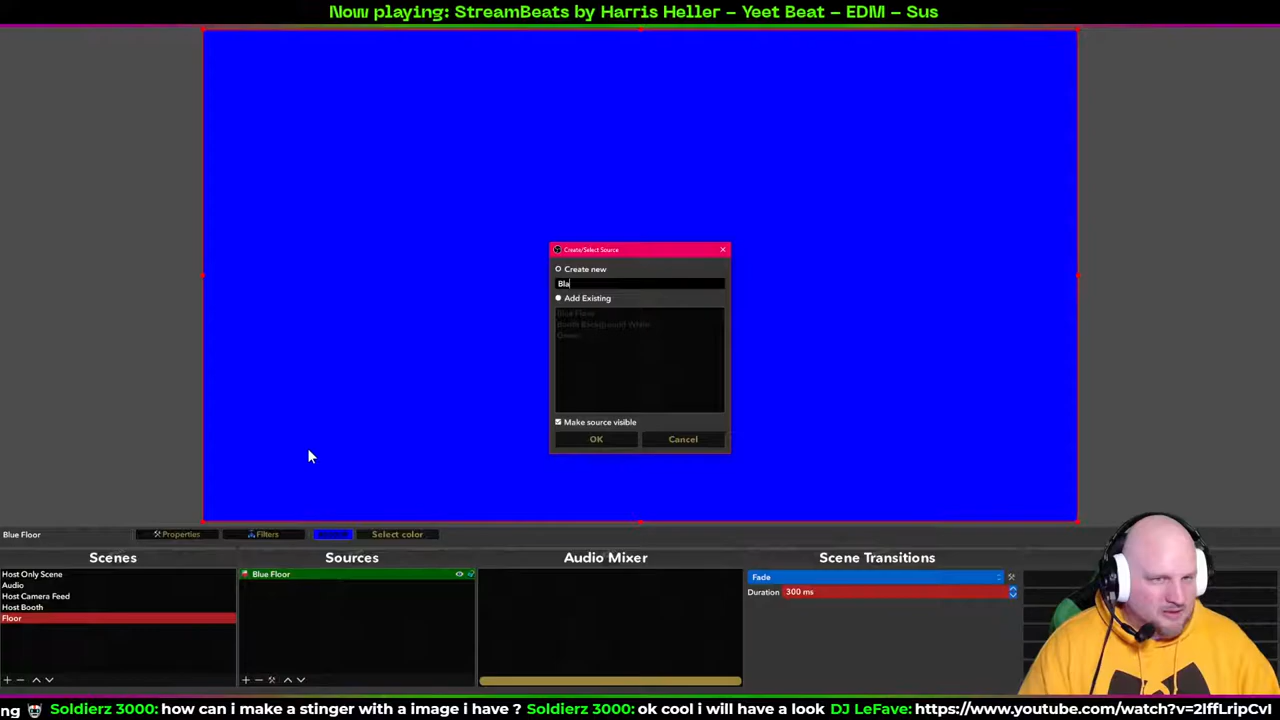 Now playing: StreamBeats by Harris Heller - Yeet Beat - EDM - Sus
Create/Select Source
Create new
Bla
Add Existing
Blue Floor
Make source visible
OK
Cancel
Blue Floor
Properties
Filters
Select color
Scenes
Sources
Audio Mixer
Scene Transitions
Host Only Scene
Audio
Host Camera Feed
Host Booth
Floor
Blue Floor
Fade
Duration
300 ms
ng Soldierz 3000: how can i make a stinger with a image i have ? Soldierz 3000: ok cool i will have a look DJ LeFave: https://www.youtube.com/watch?v=2lffLripCvI